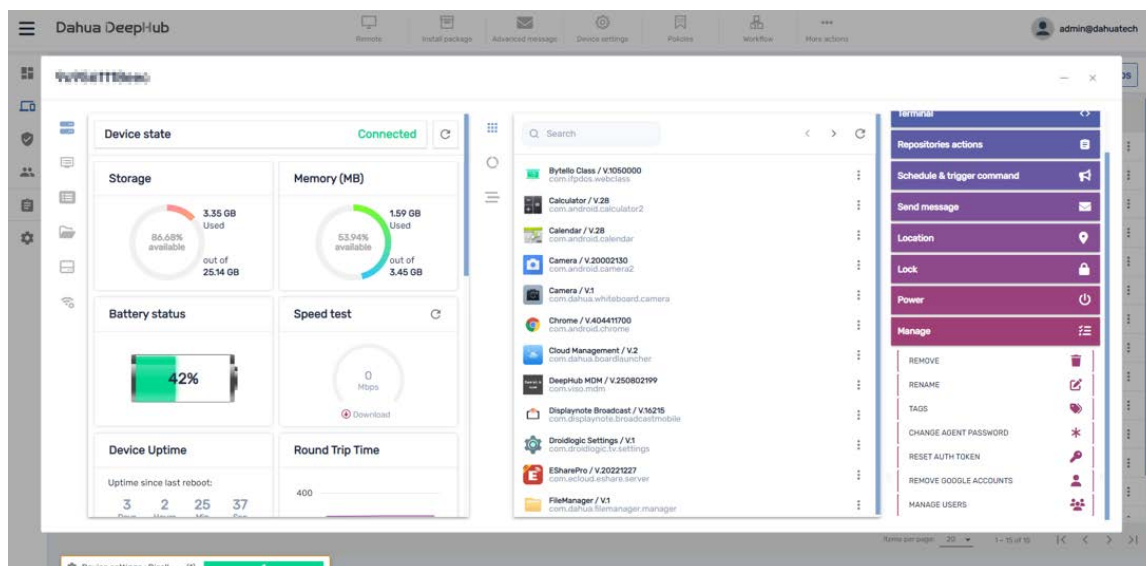 Dahua DeepHub
Remote
Install package
Advanced message
Device settings
Policies
Workflow
More actions
admin@dahuatech
Device state
Connected
Storage
86.68%
available
3.35 GB
Used
out of
25.14 GB
Memory (MB)
53.94%
available
1.59 GB
Used
out of
3.45 GB
Battery status
42%
Speed test
0
Mbps
Download
Device Uptime
Uptime since last reboot:
3 2 25 37
Round Trip Time
400
Search
Bytello Class / V.1050000
com.ifpdos.webclass
Calculator / V.28
com.android.calculator2
Calendar / V.28
com.android.calendar
Camera / V.20002130
com.android.camera2
Camera / V.1
com.dahua.whiteboard.camera
Chrome / V.404411700
com.android.chrome
Cloud Management / V.2
com.dahua.boardlauncher
DeepHub MDM / V.250802199
com.viso.mdm
Displaynote Broadcast / V.16215
com.displaynote.broadcastmobile
Droidlogic Settings / V.1
com.droidlogic.tv.settings
ESharePro / V.20221227
com.ecloud.eshare.server
FileManager / V.1
com.dahua.filemanager.manager
Terminal
Repositories actions
Schedule & trigger command
Send message
Location
Lock
Power
Manage
REMOVE
RENAME
TAGS
CHANGE AGENT PASSWORD
RESET AUTH TOKEN
REMOVE GOOGLE ACCOUNTS
MANAGE USERS
Items per page: 20
1 – 15 of 15